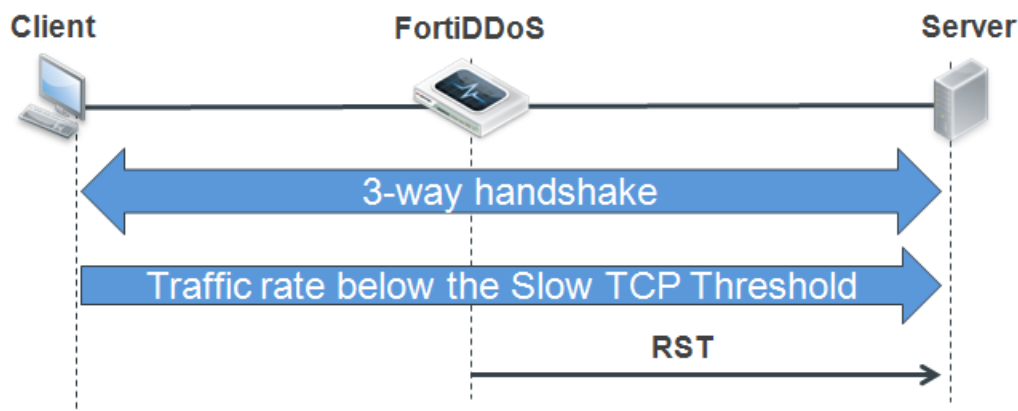 Client
FortiDDoS
Server
3-way handshake
Traffic rate below the Slow TCP Threshold
RST